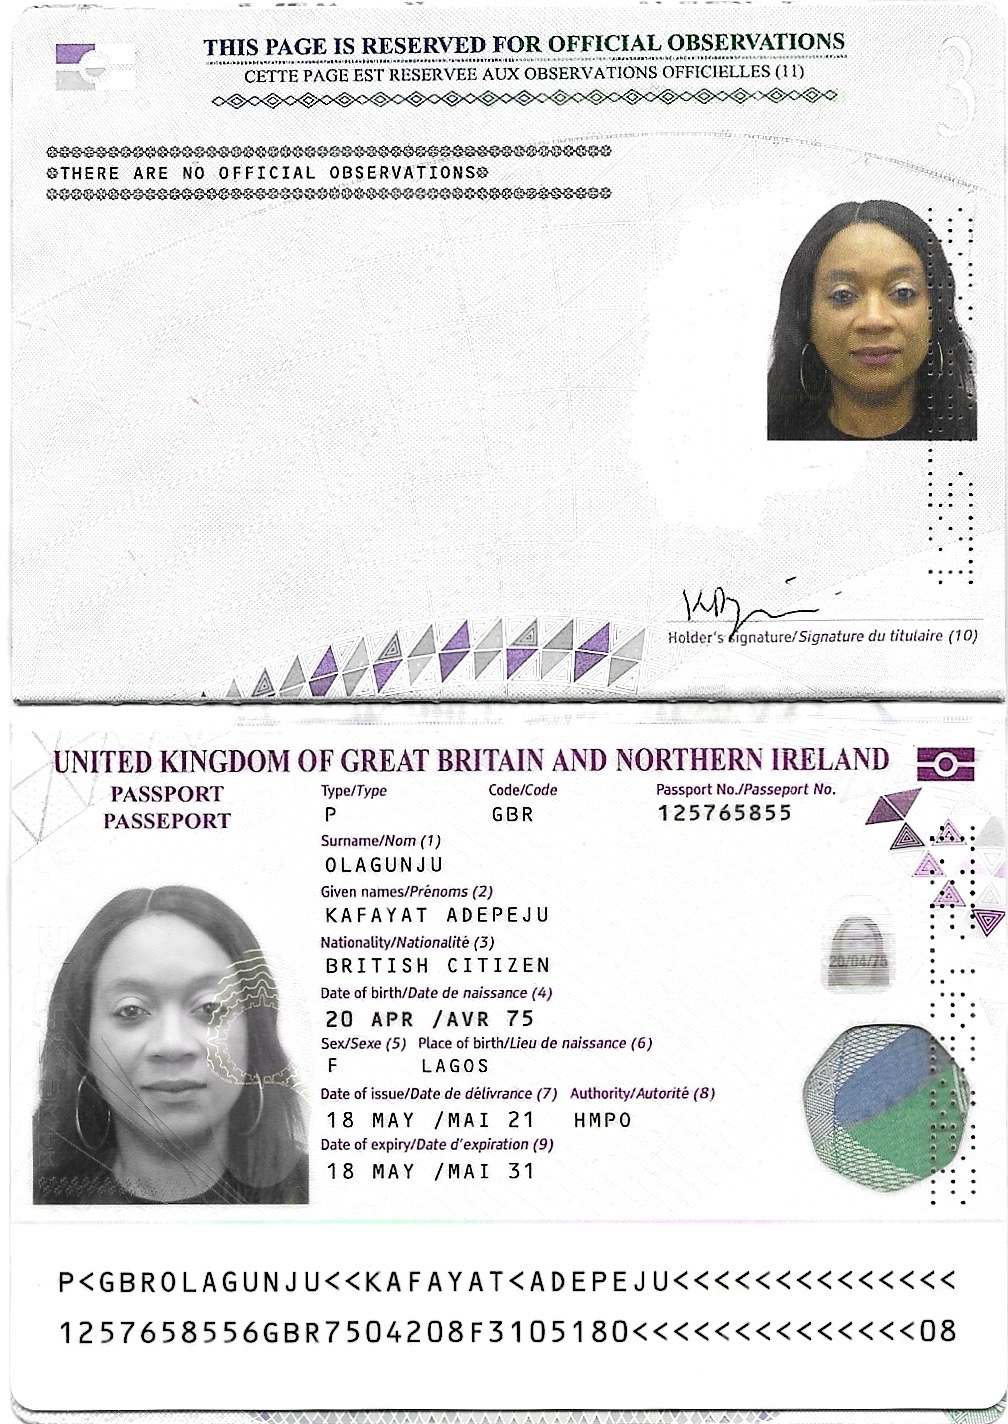 THIS PAGE IS RESERVED FOR OFFICIAL OBSERVATIONS
CETTE PAGE EST RESERVEE AUX OBSERVATIONS OFFICIELLES (11)
THERE ARE NO OFFICIAL OBSERVATIONS
3
Holder's signature/Signature du titulaire (10)
UNITED KINGDOM OF GREAT BRITAIN AND NORTHERN IRELAND
PASSPORT
PASSEPORT
Type/Type Code/Code Passport No./Passeport No.
P GBR 125765855
Surname/Nom (1)
OLAGUNJU
Given names/Prénoms (2)
KAFAYAT ADEPEJU
Nationality/Nationalité (3)
BRITISH CITIZEN
20/04/75
Date of birth/Date de naissance (4)
20 APR /AVR 75
Sex/Sexe (5) Place of birth/Lieu de naissance (6)
F LAGOS
Date of issue/Date de délivrance (7) Authority/Autorité (8)
18 MAY /MAI 21 HMPO
Date of expiry/Date d'expiration (9)
18 MAY /MAI 31
P<GBROLAGUNJU<<KAFAYAT<ADEPEJU<<<<<<<<<<<<<<
1257658556GBR7504208F3105180<<<<<<<<<<<<<<08